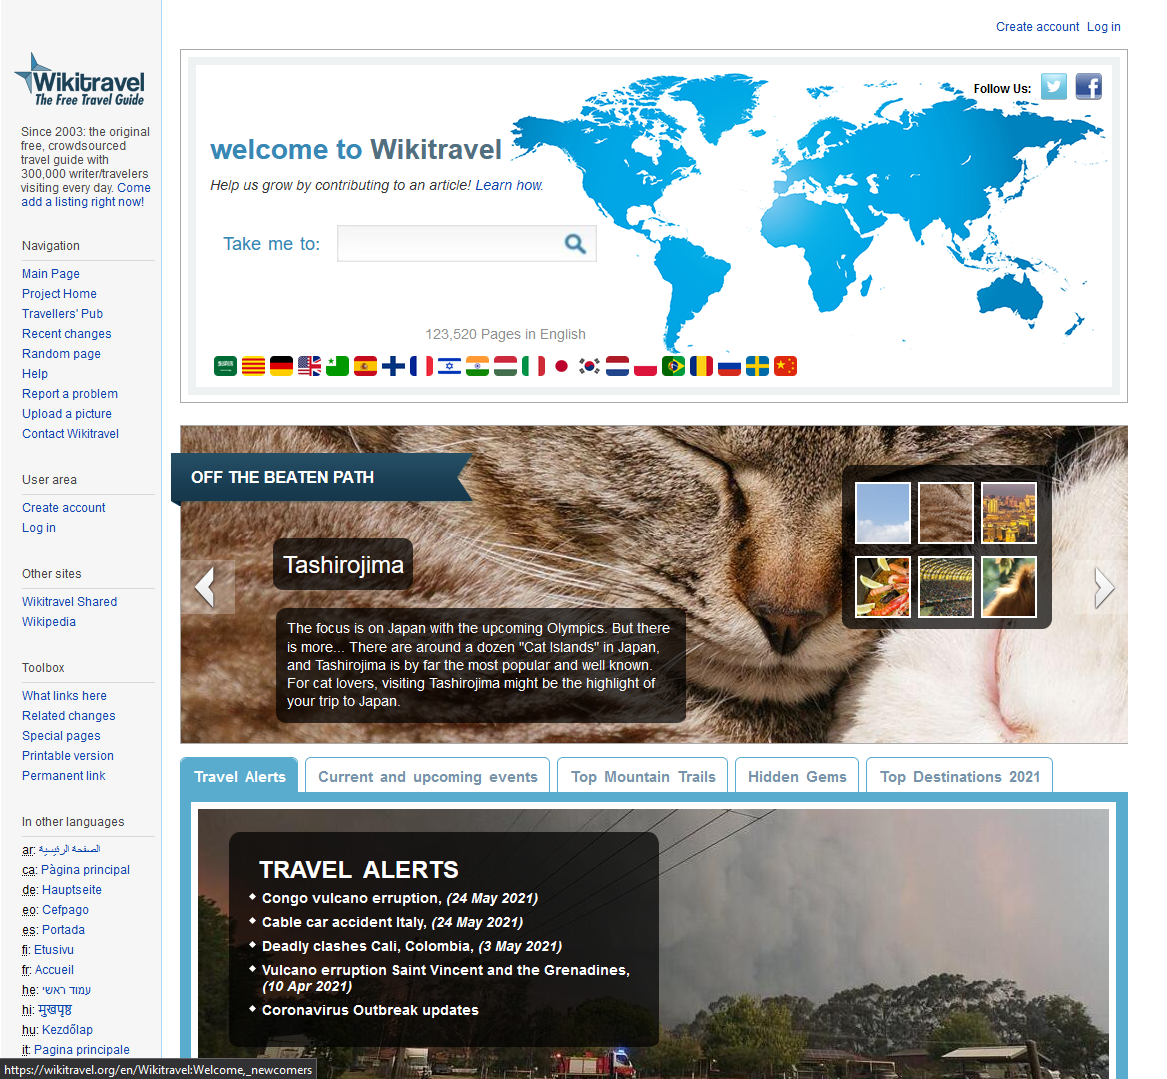 Create account Log in
Wikitravel
The Free Travel Guide
Since 2003: the original
free, crowdsourced
travel guide with
300,000 writer/travelers
visiting every day. Come
add a listing right now!
Navigation
Main Page
Project Home
Travellers' Pub
Recent changes
Random page
Help
Report a problem
Upload a picture
Contact Wikitravel
User area
Create account
Log in
Other sites
Wikitravel Shared
Wikipedia
Toolbox
What links here
Related changes
Special pages
Printable version
Permanent link
In other languages
ar: الصفحة الرئيسية
ca: Pàgina principal
de: Hauptseite
eo: Cefpago
es: Portada
fi: Etusivu
fr: Accueil
he: עמוד ראשי
hi: मुखपृष्ठ
hu: Kezdőlap
it: Pagina principale
https://wikitravel.org/en/Wikitravel:Welcome,_newcomers
Follow Us:
welcome to Wikitravel
Help us grow by contributing to an article! Learn how.
Take me to:
123,520 Pages in English
OFF THE BEATEN PATH
Tashirojima
The focus is on Japan with the upcoming Olympics. But there
is more... There are around a dozen "Cat Islands" in Japan,
and Tashirojima is by far the most popular and well known.
For cat lovers, visiting Tashirojima might be the highlight of
your trip to Japan.
Travel Alerts Current and upcoming events Top Mountain Trails Hidden Gems Top Destinations 2021
TRAVEL ALERTS
Congo vulcano erruption, (24 May 2021)
Cable car accident Italy, (24 May 2021)
Deadly clashes Cali, Colombia, (3 May 2021)
Vulcano erruption Saint Vincent and the Grenadines,
(10 Apr 2021)
Coronavirus Outbreak updates